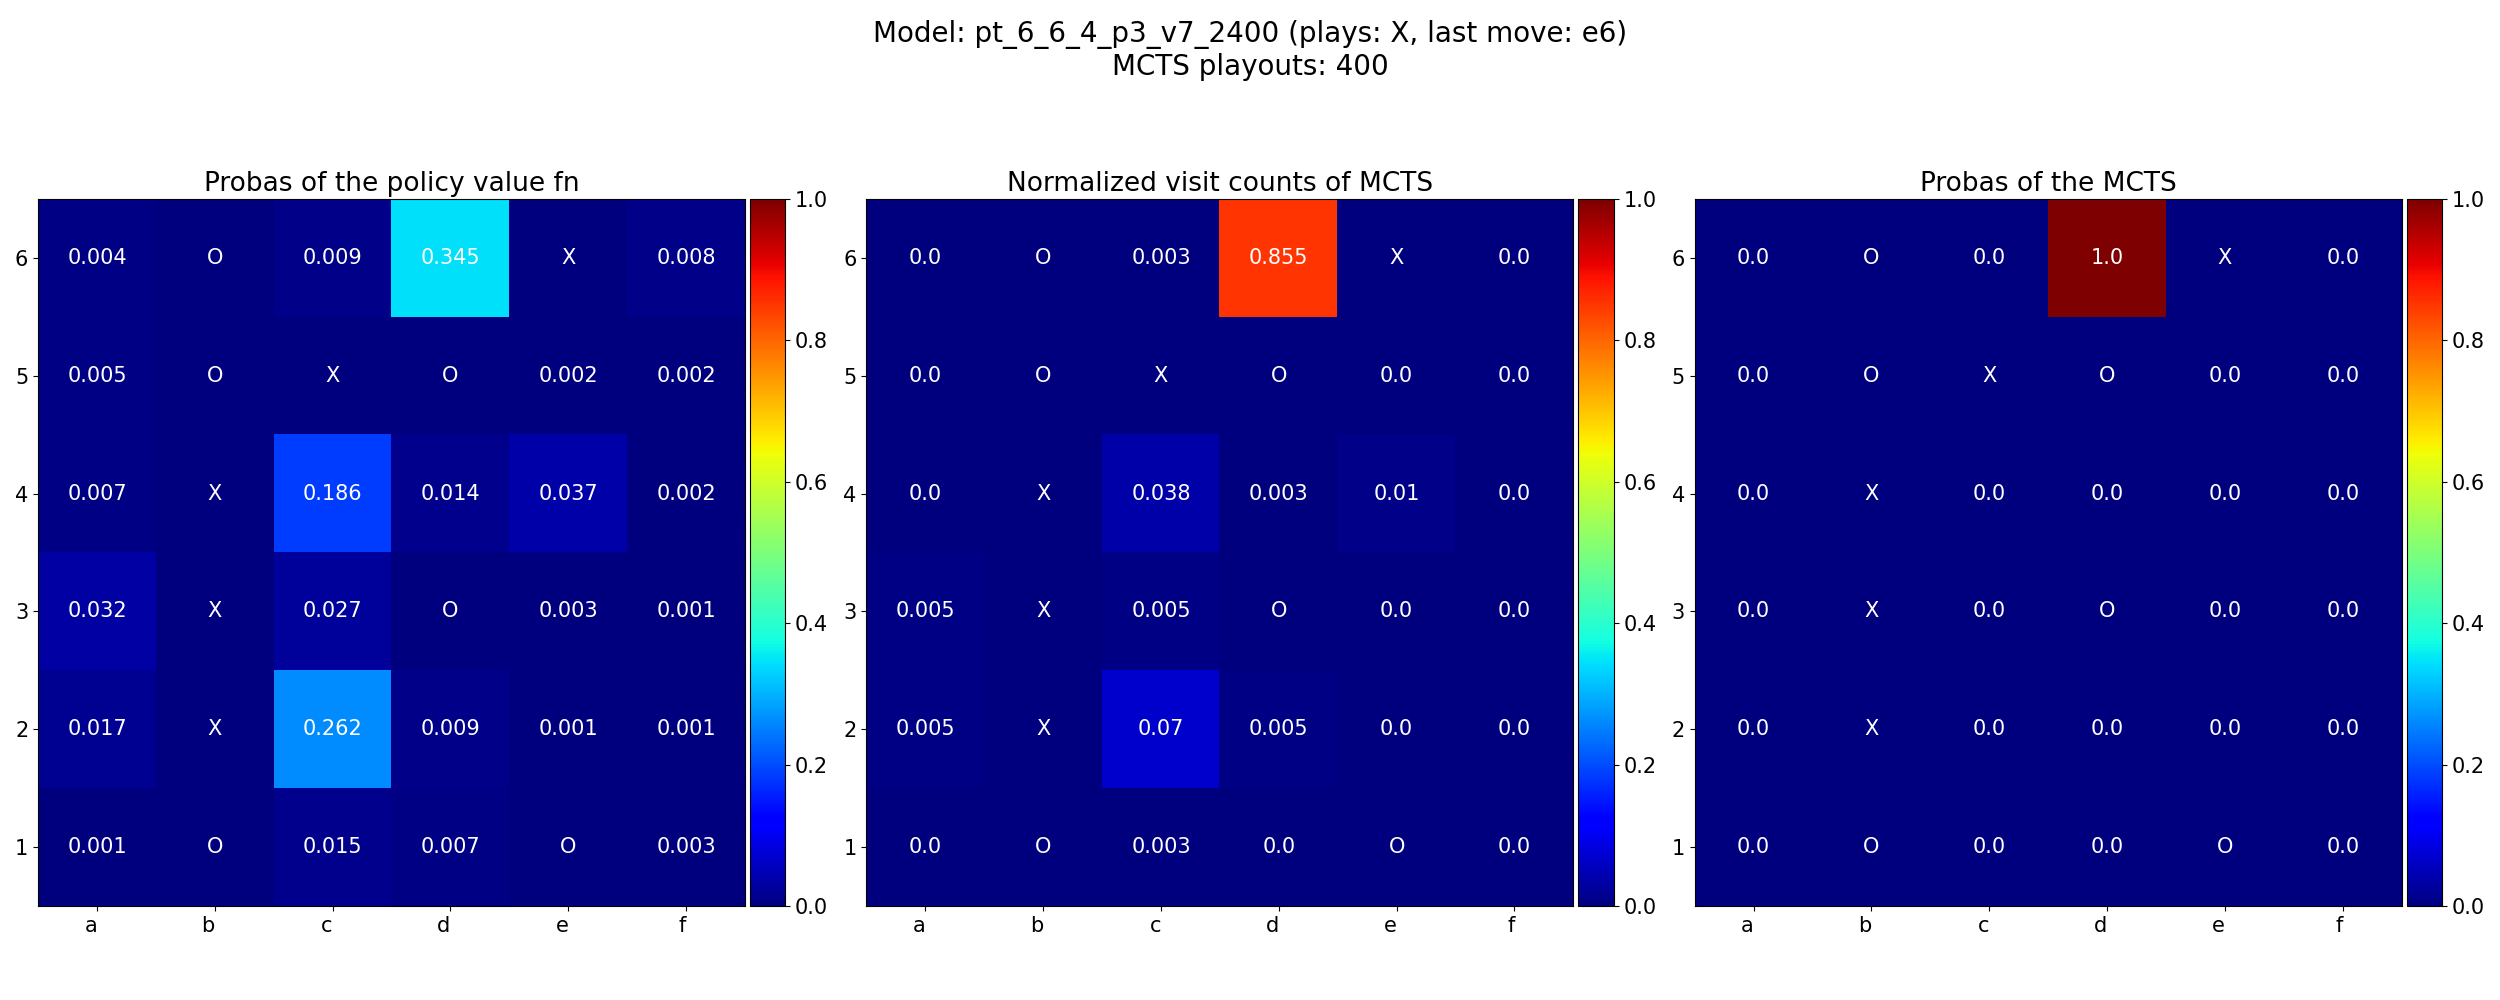 Model: pt_6_6_4_p3_v7_2400 (plays: X, last move: e6)
MCTS playouts: 400
Probas of the policy value fn
6 0.004 O 0.009 0.345 X 0.008
5 0.005 O X O 0.002 0.002
4 0.007 X 0.186 0.014 0.037 0.002
3 0.032 X 0.027 O 0.003 0.001
2 0.017 X 0.262 0.009 0.001 0.001
1 0.001 O 0.015 0.007 O 0.003
a b c d e f
1.0
0.8
0.6
0.4
0.2
0.0
Normalized visit counts of MCTS
6 0.0 O 0.003 0.855 X 0.0
5 0.0 O X O 0.0 0.0
4 0.0 X 0.038 0.003 0.01 0.0
3 0.005 X 0.005 O 0.0 0.0
2 0.005 X 0.07 0.005 0.0 0.0
1 0.0 O 0.003 0.0 O 0.0
a b c d e f
1.0
0.8
0.6
0.4
0.2
0.0
Probas of the MCTS
6 0.0 O 0.0 1.0 X 0.0
5 0.0 O X O 0.0 0.0
4 0.0 X 0.0 0.0 0.0 0.0
3 0.0 X 0.0 O 0.0 0.0
2 0.0 X 0.0 0.0 0.0 0.0
1 0.0 O 0.0 0.0 O 0.0
a b c d e f
1.0
0.8
0.6
0.4
0.2
0.0